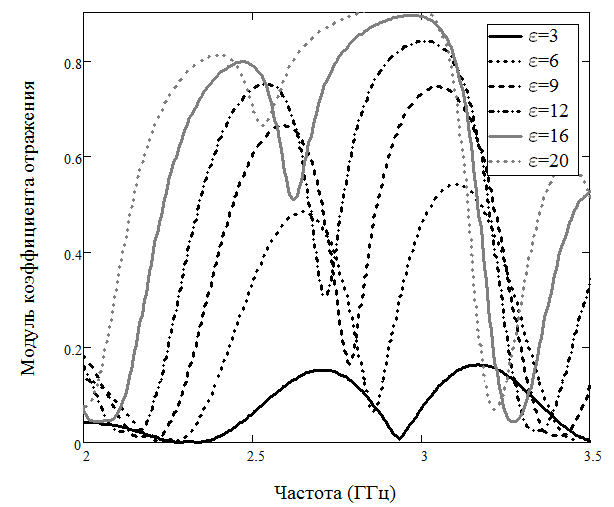 ε=3
ε=6
ε=9
ε=12
ε=16
ε=20
Модуль коэффициента отражения
0.8
0.6
0.4
0.2
0
2
2.5
3
3.5
Частота (ГГц)